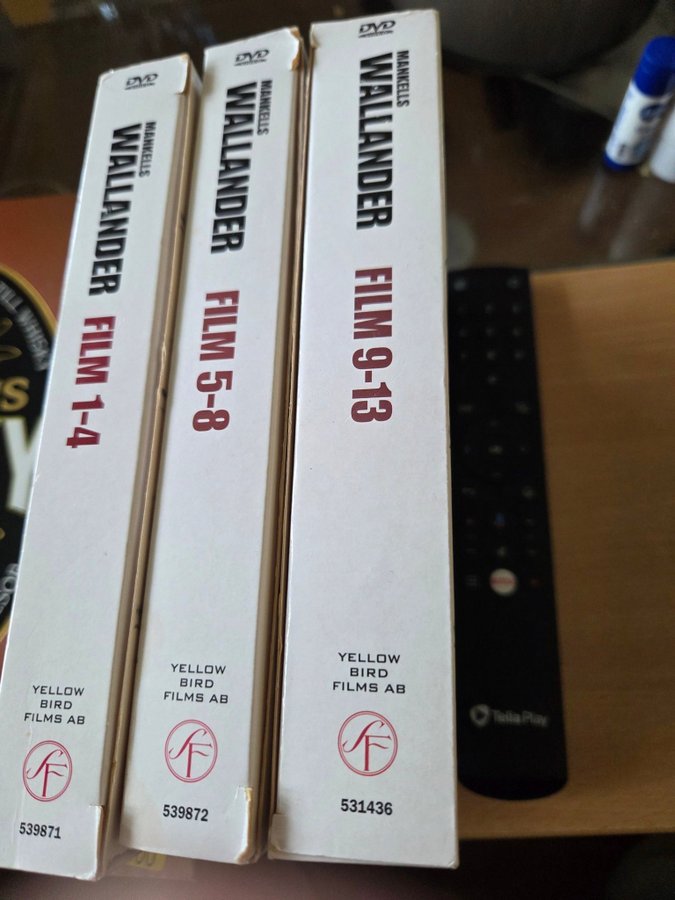 DVD
MANKELLS
WALLANDER
FILM 1-4
YELLOW
BIRD
FILMS AB
SF
539871
DVD
MANKELLS
WALLANDER
FILM 5-8
YELLOW
BIRD
FILMS AB
SF
539872
DVD
MANKELLS
WALLANDER
FILM 9-13
YELLOW
BIRD
FILMS AB
SF
531436
Telia Play